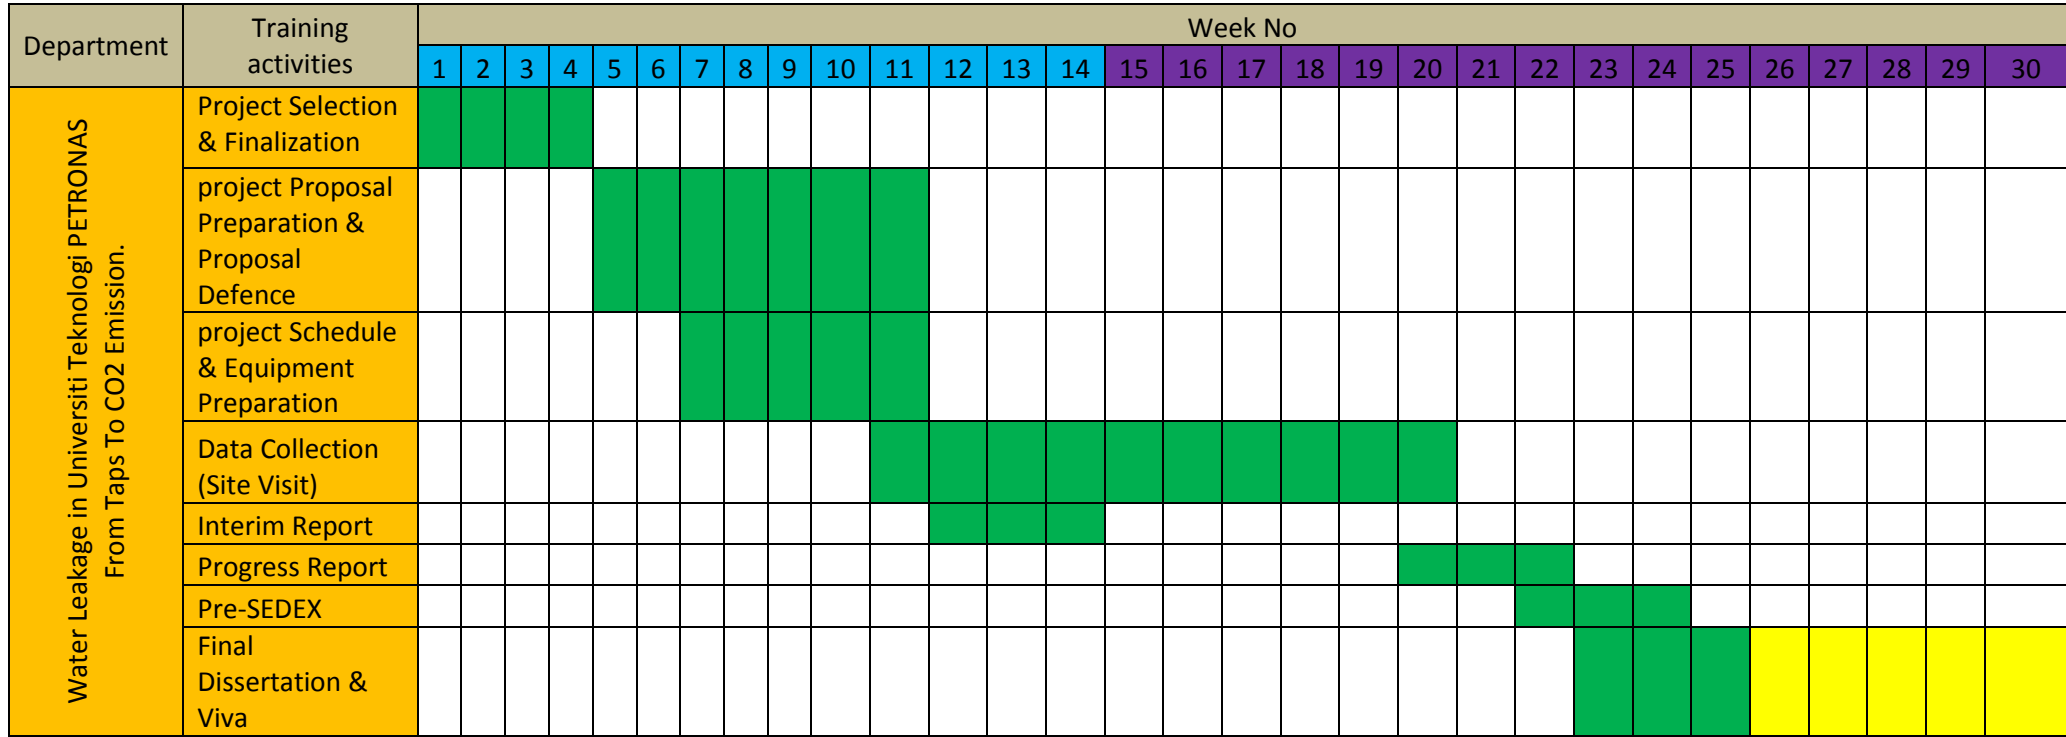 Department
Training
activities
Week No
1 2 3 4 5 6 7 8 9 10 11 12 13 14 15 16 17 18 19 20 21 22 23 24 25 26 27 28 29 30
Water Leakage in Universiti Teknologi PETRONAS
From Taps To CO2 Emission.
Project Selection
& Finalization
project Proposal
Preparation &
Proposal
Defence
project Schedule
& Equipment
Preparation
Data Collection
(Site Visit)
Interim Report
Progress Report
Pre-SEDEX
Final
Dissertation &
Viva